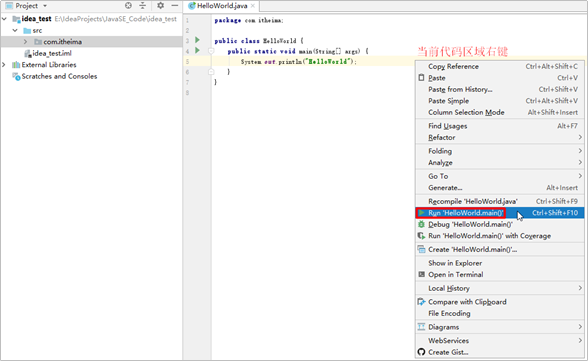 Project
HelloWorld.java
idea_test E:\IdeaProjects\JavaSE_Code\idea_test
src
com.itheima
idea_test.iml
External Libraries
Scratches and Consoles
1 package com.itheima;
2
3 public class HelloWorld {
4 public static void main(String[] args) {
5 System.out.println("HelloWorld");
6 }
7 }
8
当前代码区域右键
Copy Reference Ctrl+Alt+Shift+C
Paste Ctrl+V
Paste from History... Ctrl+Shift+V
Paste Simple Ctrl+Alt+Shift+V
Column Selection Mode Alt+Shift+Insert
Find Usages Alt+F7
Refactor
Folding
Analyze
Go To
Generate... Alt+Insert
Recompile 'HelloWorld.java' Ctrl+Shift+F9
Run 'HelloWorld.main()' Ctrl+Shift+F10
Debug 'HelloWorld.main()'
Run 'HelloWorld.main()' with Coverage
Create 'HelloWorld.main()'...
Show in Explorer
Open in Terminal
Local History
Compare with Clipboard
File Encoding
Diagrams
WebServices
Create Gist...